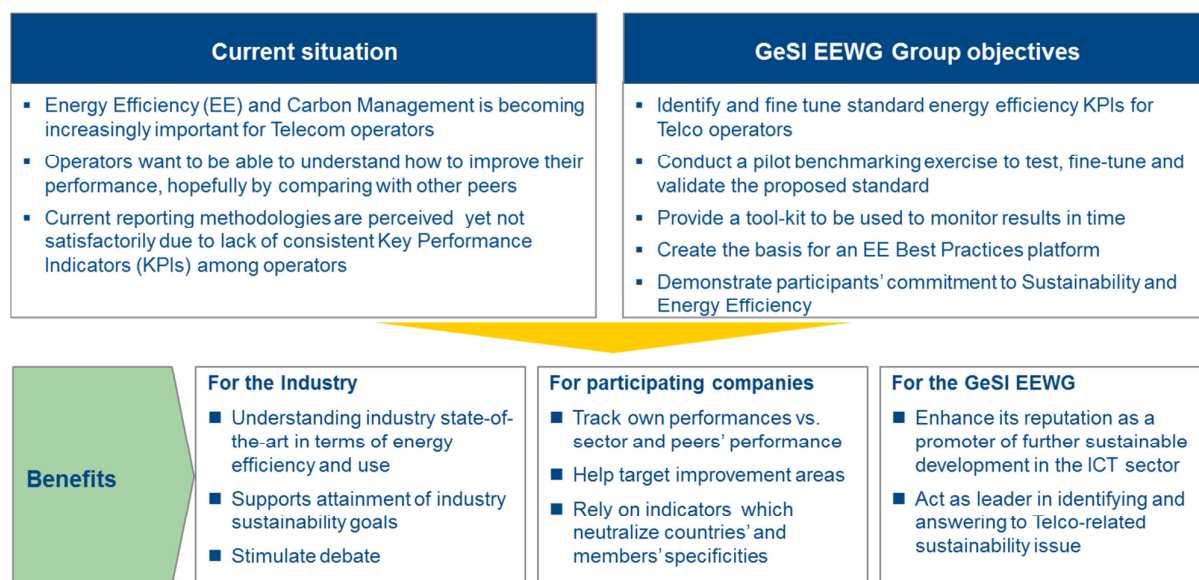 Current situation
▪ Energy Efficiency (EE) and Carbon Management is becoming
increasingly important for Telecom operators
▪ Operators want to be able to understand how to improve their
performance, hopefully by comparing with other peers
▪ Current reporting methodologies are perceived yet not
satisfactorily due to lack of consistent Key Performance
Indicators (KPIs) among operators
GeSI EEWG Group objectives
▪ Identify and fine tune standard energy efficiency KPIs for
Telco operators
▪ Conduct a pilot benchmarking exercise to test, fine-tune and
validate the proposed standard
▪ Provide a tool-kit to be used to monitor results in time
▪ Create the basis for an EE Best Practices platform
▪ Demonstrate participants' commitment to Sustainability and
Energy Efficiency
Benefits
For the Industry
■ Understanding industry state-of-
the-art in terms of energy
efficiency and use
■ Supports attainment of industry
sustainability goals
■ Stimulate debate
For participating companies
■ Track own performances vs.
sector and peers' performance
■ Help target improvement areas
■ Rely on indicators which
neutralize countries' and
members' specificities
For the GeSI EEWG
■ Enhance its reputation as a
promoter of further sustainable
development in the ICT sector
■ Act as leader in identifying and
answering to Telco-related
sustainability issue